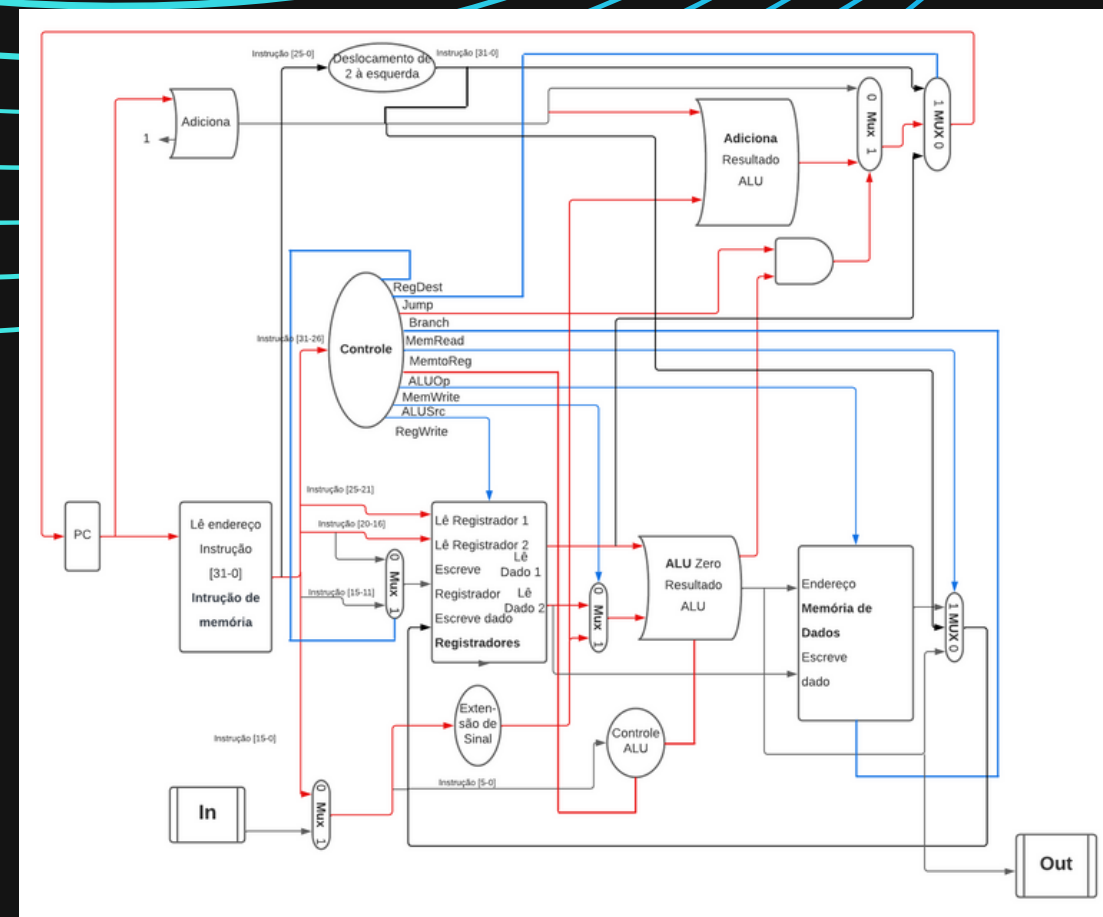 Instrução [25-0]
Deslocamento de
2 à esquerda
Instrução [31-0]
Adiciona
1
Adiciona
Resultado
ALU
0 Mux 1
1 MUX 0
RegDest
Jump
Branch
MemRead
MemtoReg
ALUOp
MemWrite
ALUSrc
RegWrite
Instrução [31-26]
Controle
PC
Lê endereço
Instrução
[31-0]
Intrução de
memória
Instrução [25-21]
Instrução [20-16]
Instrução [15-11]
0 Mux 1
Lê Registrador 1
Lê Registrador 2
Lê
Dado 1
Escreve
Registrador
Lê
Dado 2
Escreve dado
Registradores
0 Mux 1
ALU Zero
Resultado
ALU
Endereço
Memória de
Dados
Escreve
dado
1 MUX 0
Exten-
são de
Sinal
Controle
ALU
Instrução [15-0]
Instrução [5-0]
In
0 Mux 1
Out